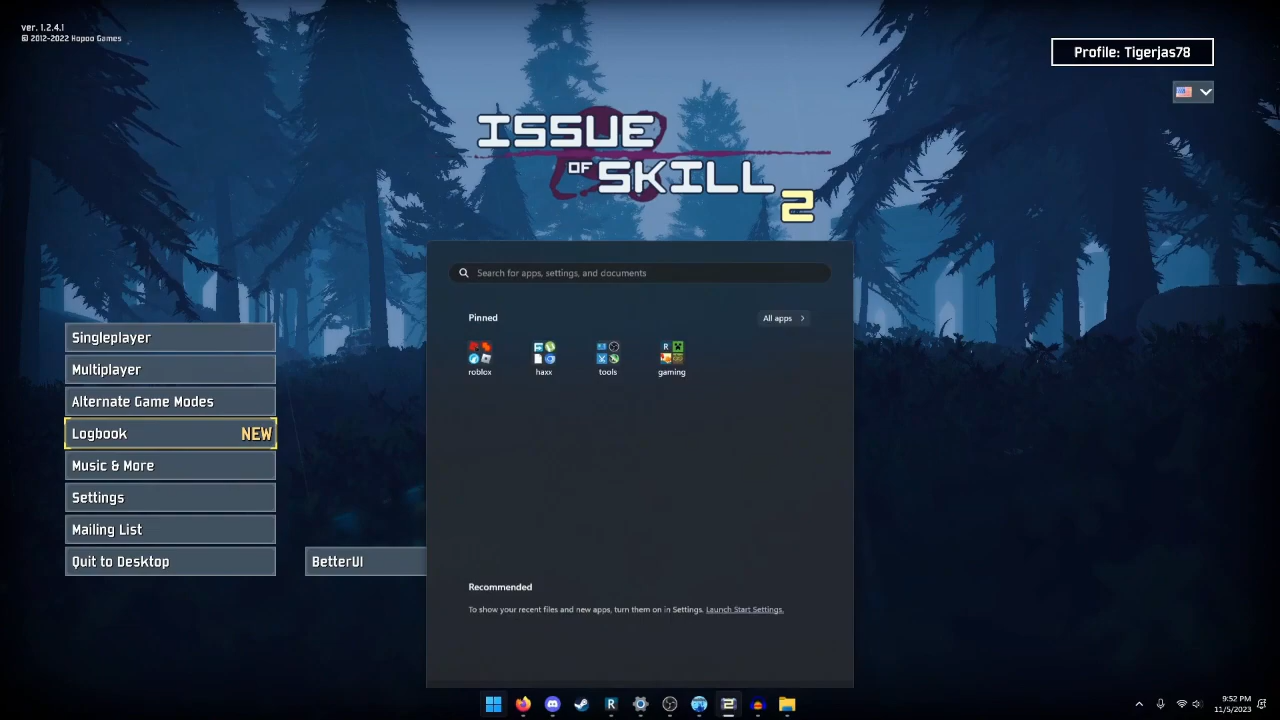 ver. 1.2.4.1
© 2012-2022 Hopoo Games
Profile: Tigerjas78
ISSUE
OF SKILL
2
Search for apps, settings, and documents
Pinned
All apps
roblox
haxx
tools
gaming
Singleplayer
Multiplayer
Alternate Game Modes
Logbook NEW
Music & More
Settings
Mailing List
Quit to Desktop
BetterUI
Recommended
To show your recent files and new apps, turn them on in Settings. Launch Start Settings.
9:52 PM
11/5/2023